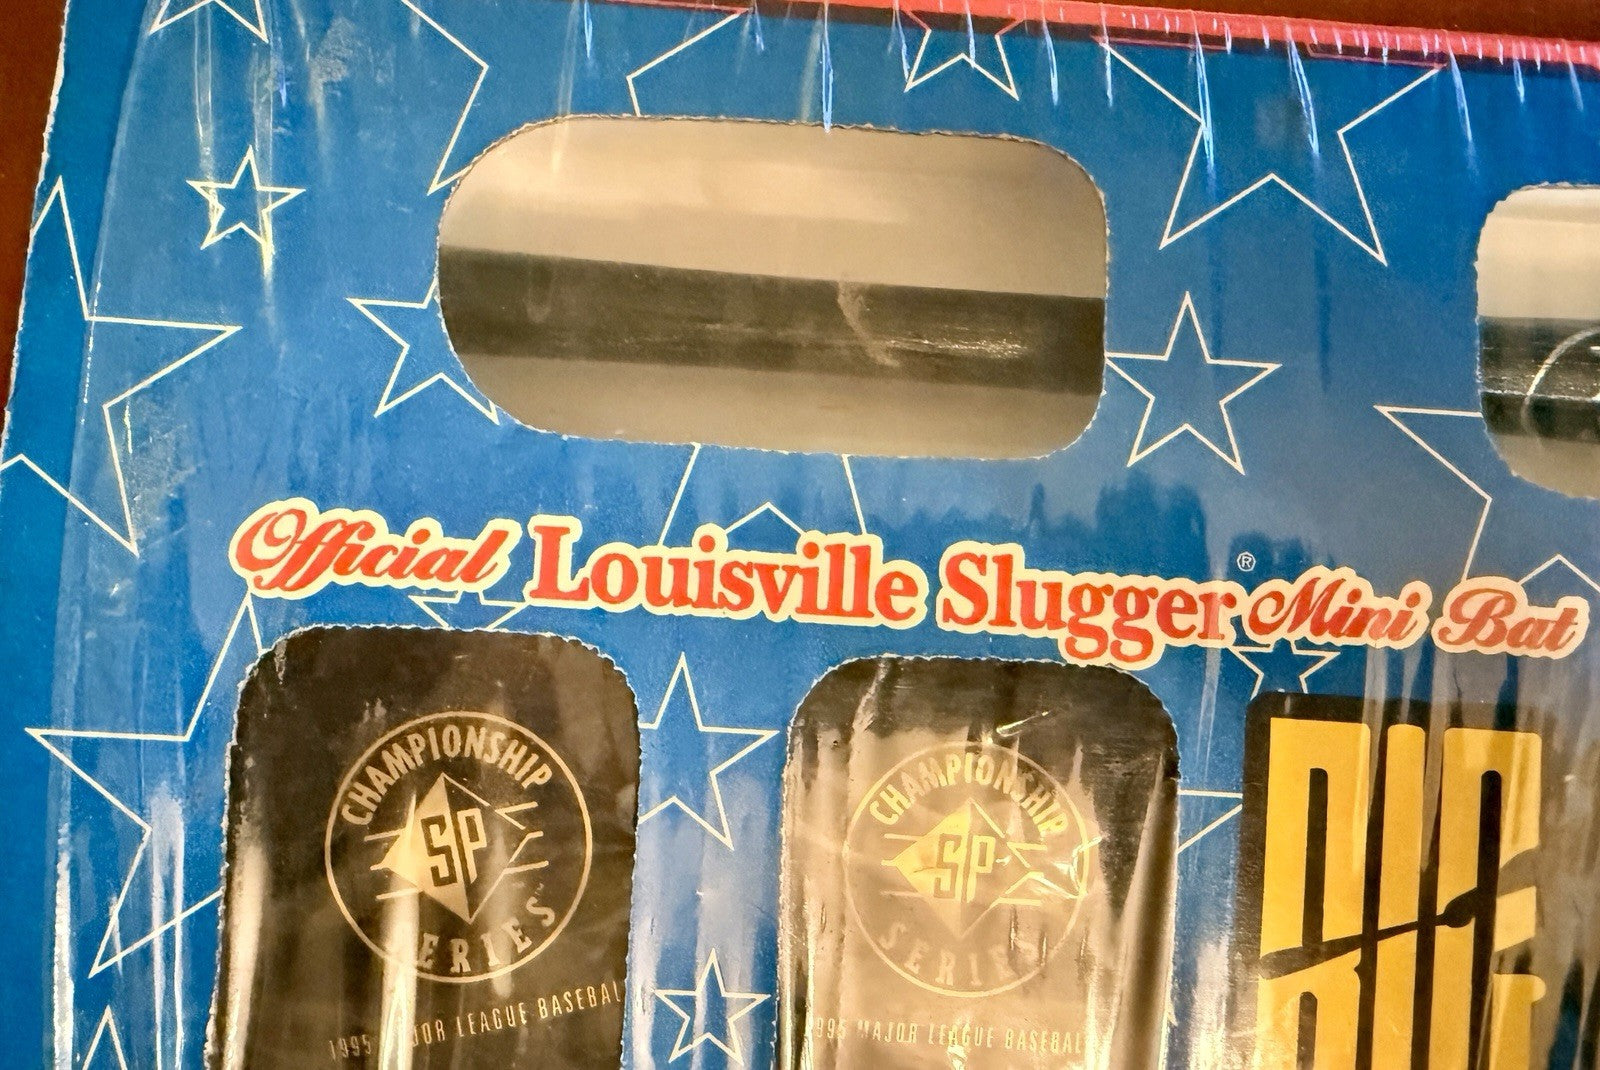 Official Louisville Slugger® Mini Bat
CHAMPIONSHIP
SP
SERIES
1995 MAJOR LEAGUE BASEBALL
CHAMPIONSHIP
SP
SERIES
1995 MAJOR LEAGUE BASEBALL
BIG